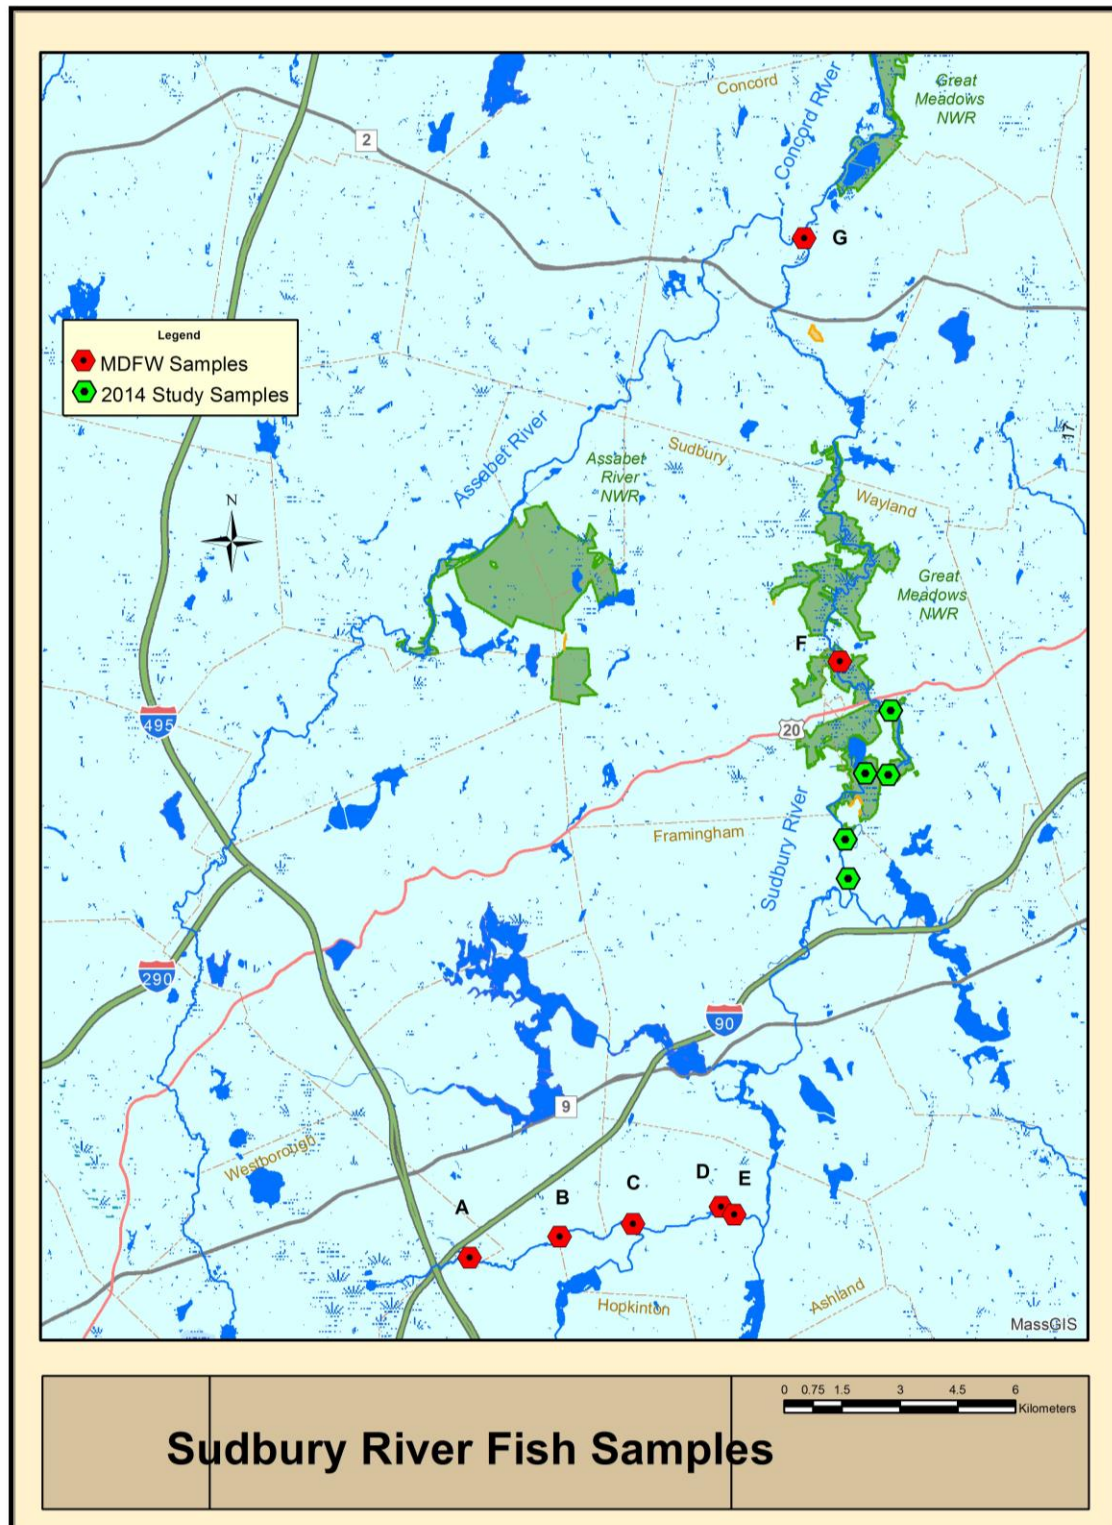 Concord
Great
Meadows
NWR
Concord River
2
G
Legend
MDFW Samples
2014 Study Samples
17
Assabet River
Sudbury
Assabet
River
NWR
N
Wayland
Great
Meadows
NWR
F
495
20
Framingham
Sudbury River
290
90
9
Westborough
A
B
C
D
E
Hopkinton
Ashland
MassGIS
0 0.75 1.5 3 4.5 6
Kilometers
Sudbury River Fish Samples